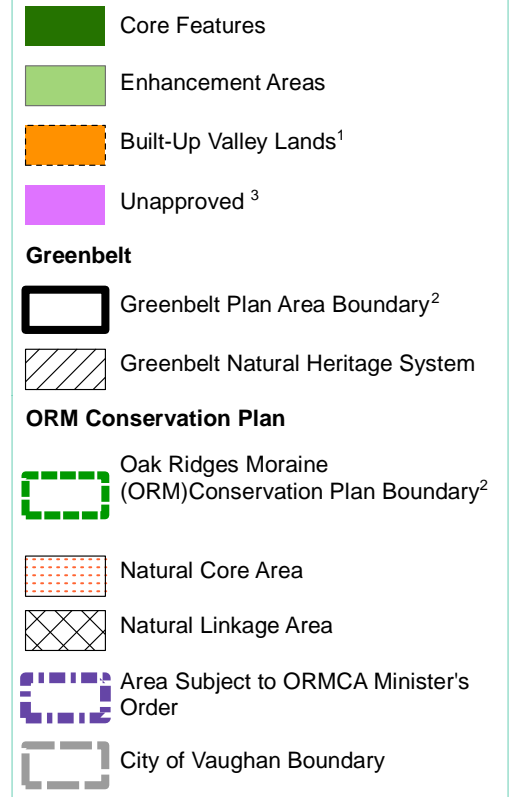 Core Features
Enhancement Areas
Built-Up Valley Lands¹
Unapproved ³
Greenbelt
Greenbelt Plan Area Boundary²
Greenbelt Natural Heritage System
ORM Conservation Plan
Oak Ridges Moraine
(ORM)Conservation Plan Boundary²
Natural Core Area
Natural Linkage Area
Area Subject to ORMCA Minister's
Order
City of Vaughan Boundary